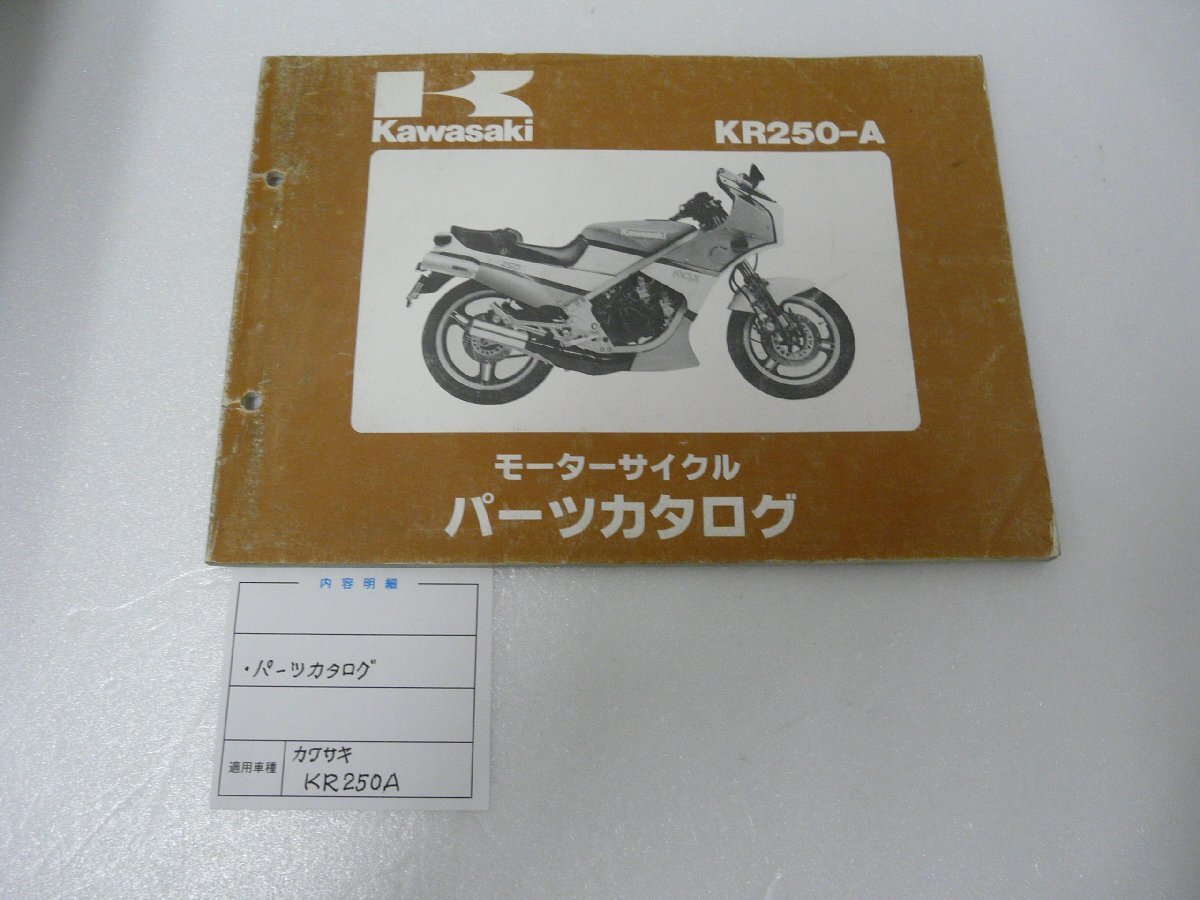 Kawasaki
KR250-A
Kawasaki
モーターサイクル
パーツカタログ
内容明細
・パーツカタログ
適用車種
カワサキ
KR250A